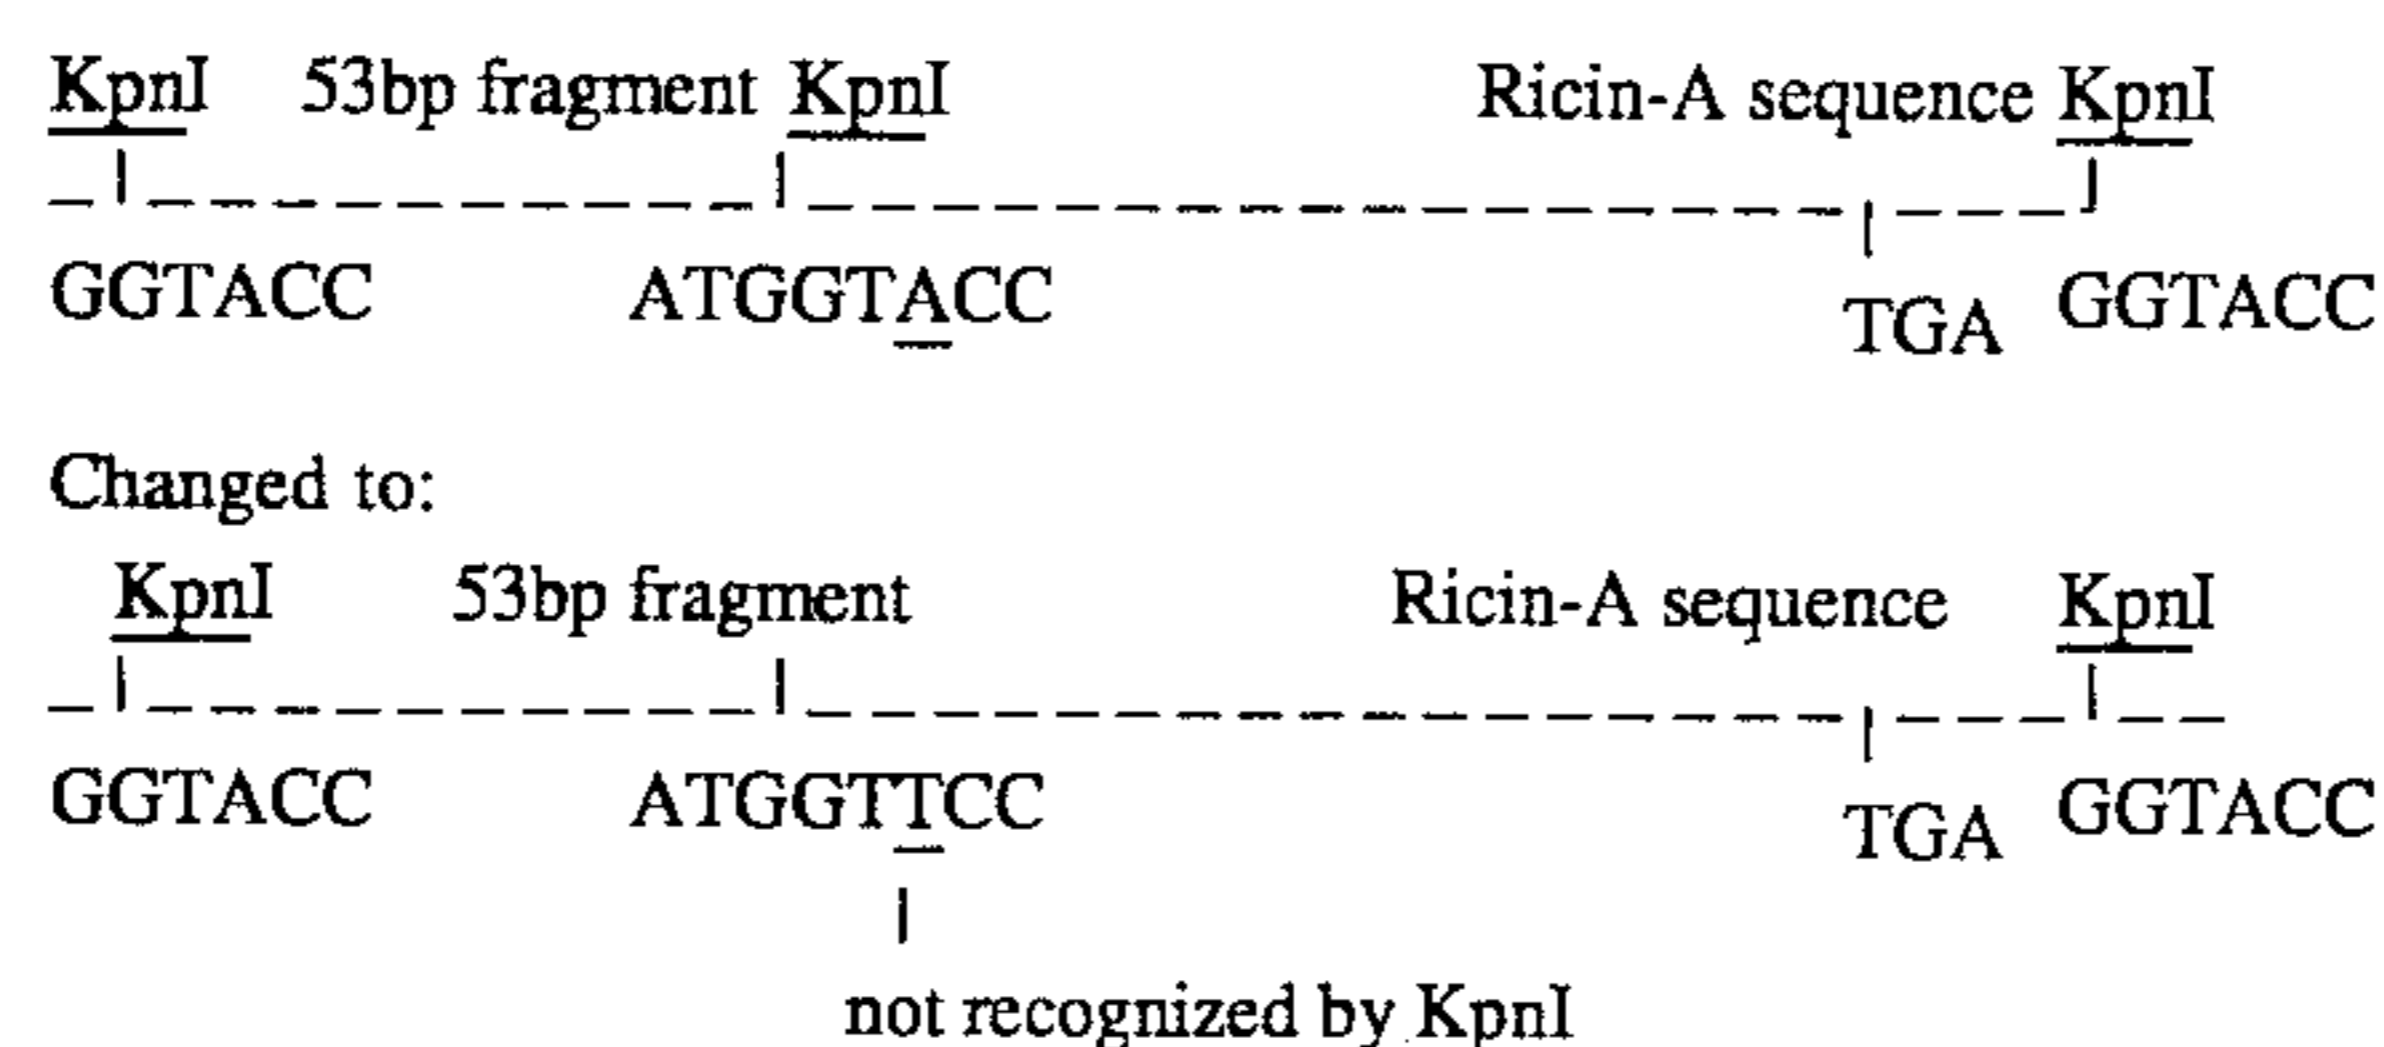 KpnI 53bp fragment KpnI Ricin-A sequence KpnI
GGTACC ATGGTACC TGA GGTACC
Changed to:
KpnI 53bp fragment Ricin-A sequence KpnI
GGTACC ATGGTTCC TGA GGTACC
not recognized by KpnI